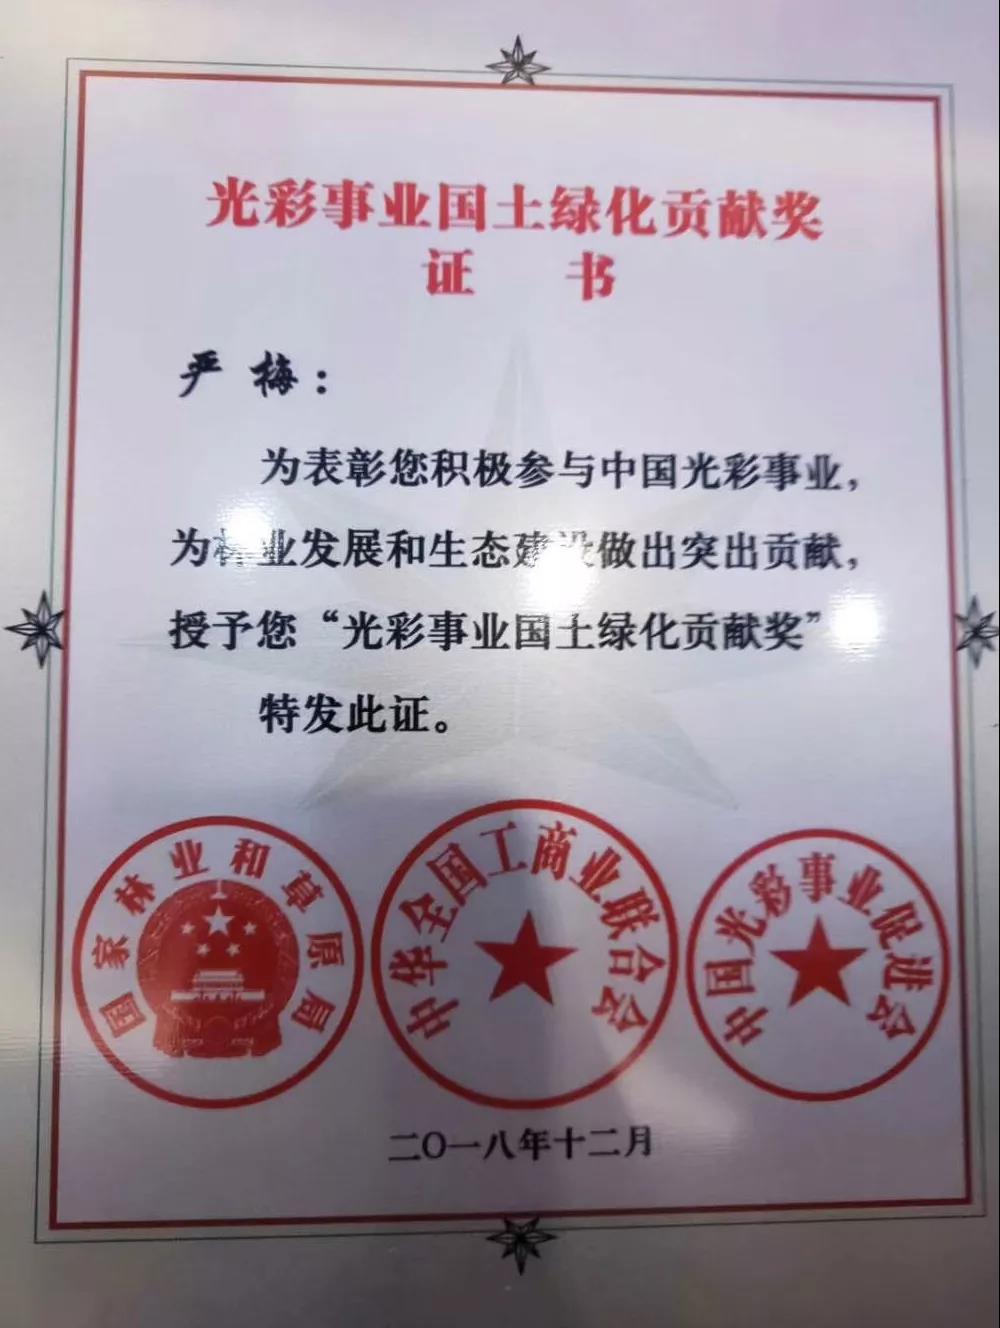 光彩事业国土绿化贡献奖
证 书
严 梅：
为表彰您积极参与中国光彩事业，
为林业发展和生态建设做出突出贡献，
授予您“光彩事业国土绿化贡献奖”
特发此证。
国家林业和草原局
中华全国工商业联合会
中国光彩事业促进会
二〇一八年十二月